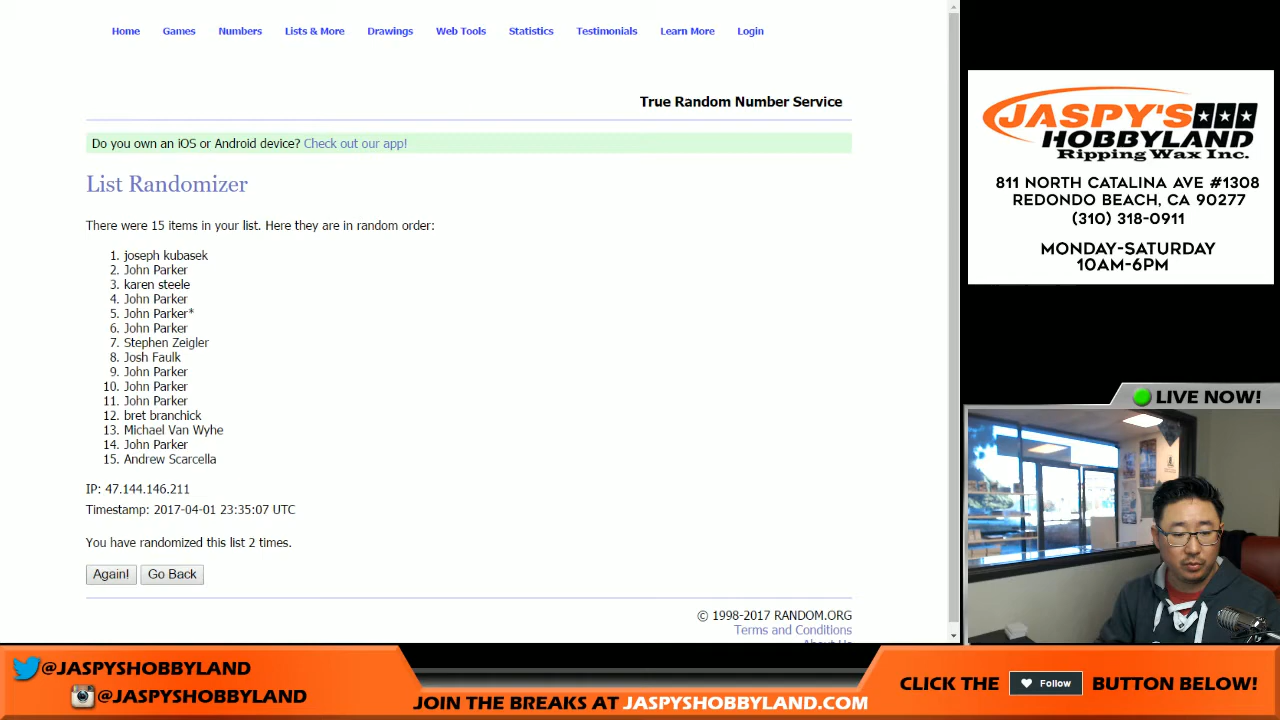 Home Games Numbers Lists & More Drawings Web Tools Statistics Testimonials Learn More Login
True Random Number Service
Do you own an iOS or Android device? Check out our app!
List Randomizer
There were 15 items in your list. Here they are in random order:
1. joseph kubasek
2. John Parker
3. karen steele
4. John Parker
5. John Parker*
6. John Parker
7. Stephen Zeigler
8. Josh Faulk
9. John Parker
10. John Parker
11. John Parker
12. bret branchick
13. Michael Van Wyhe
14. John Parker
15. Andrew Scarcella
IP: 47.144.146.211
Timestamp: 2017-04-01 23:35:07 UTC
You have randomized this list 2 times.
Again! Go Back
© 1998-2017 RANDOM.ORG
Terms and Conditions
About Us
JASPY'S
HOBBYLAND
Ripping Wax Inc.
811 NORTH CATALINA AVE #1308
REDONDO BEACH, CA 90277
(310) 318-0911
MONDAY-SATURDAY
10AM-6PM
LIVE NOW!
@JASPYSHOBBYLAND
@JASPYSHOBBYLAND
JOIN THE BREAKS AT JASPYSHOBBYLAND.COM
CLICK THE Follow BUTTON BELOW!